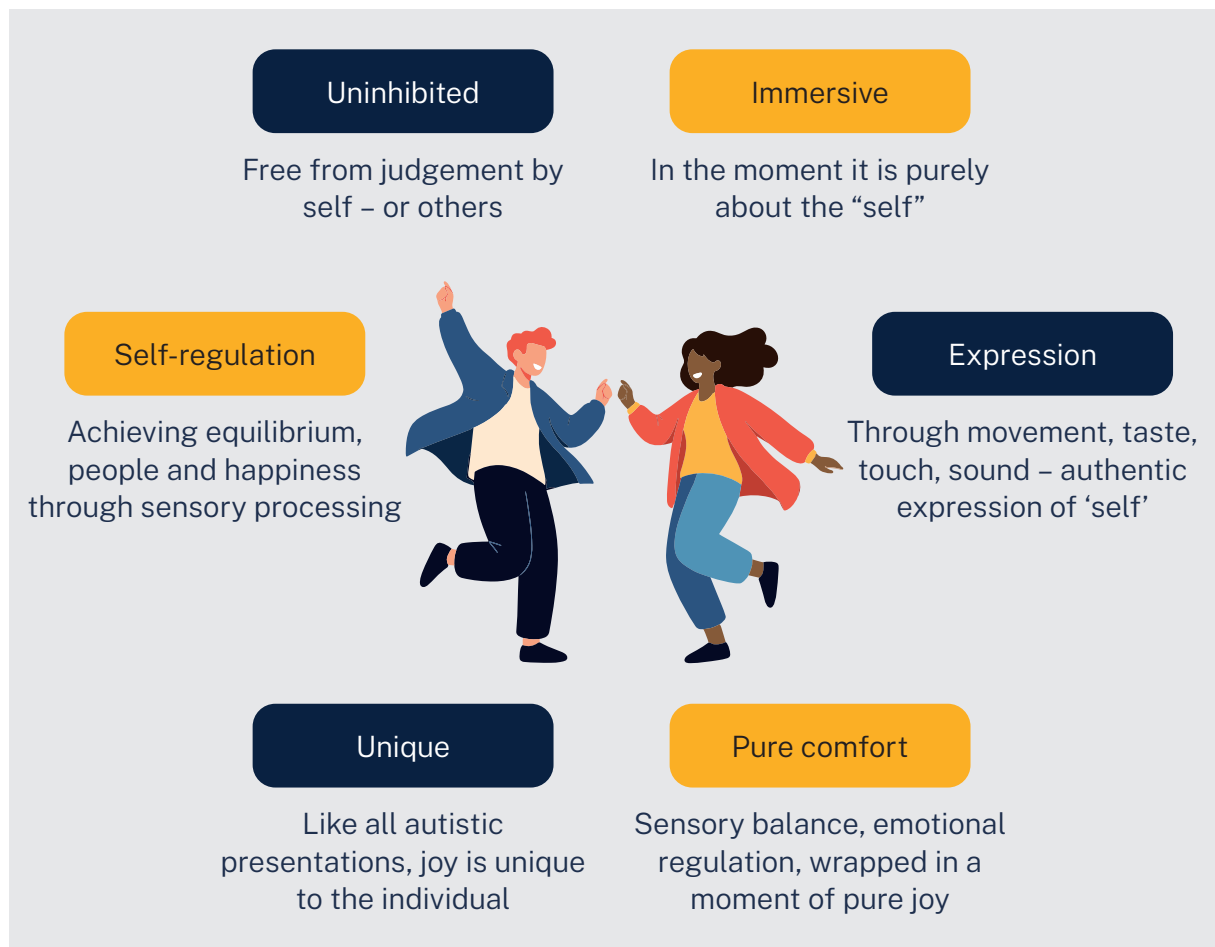 Uninhibited
Free from judgement by
self – or others
Immersive
In the moment it is purely
about the “self”
Self-regulation
Achieving equilibrium,
people and happiness
through sensory processing
Expression
Through movement, taste,
touch, sound – authentic
expression of ‘self’
Unique
Like all autistic
presentations, joy is unique
to the individual
Pure comfort
Sensory balance, emotional
regulation, wrapped in a
moment of pure joy